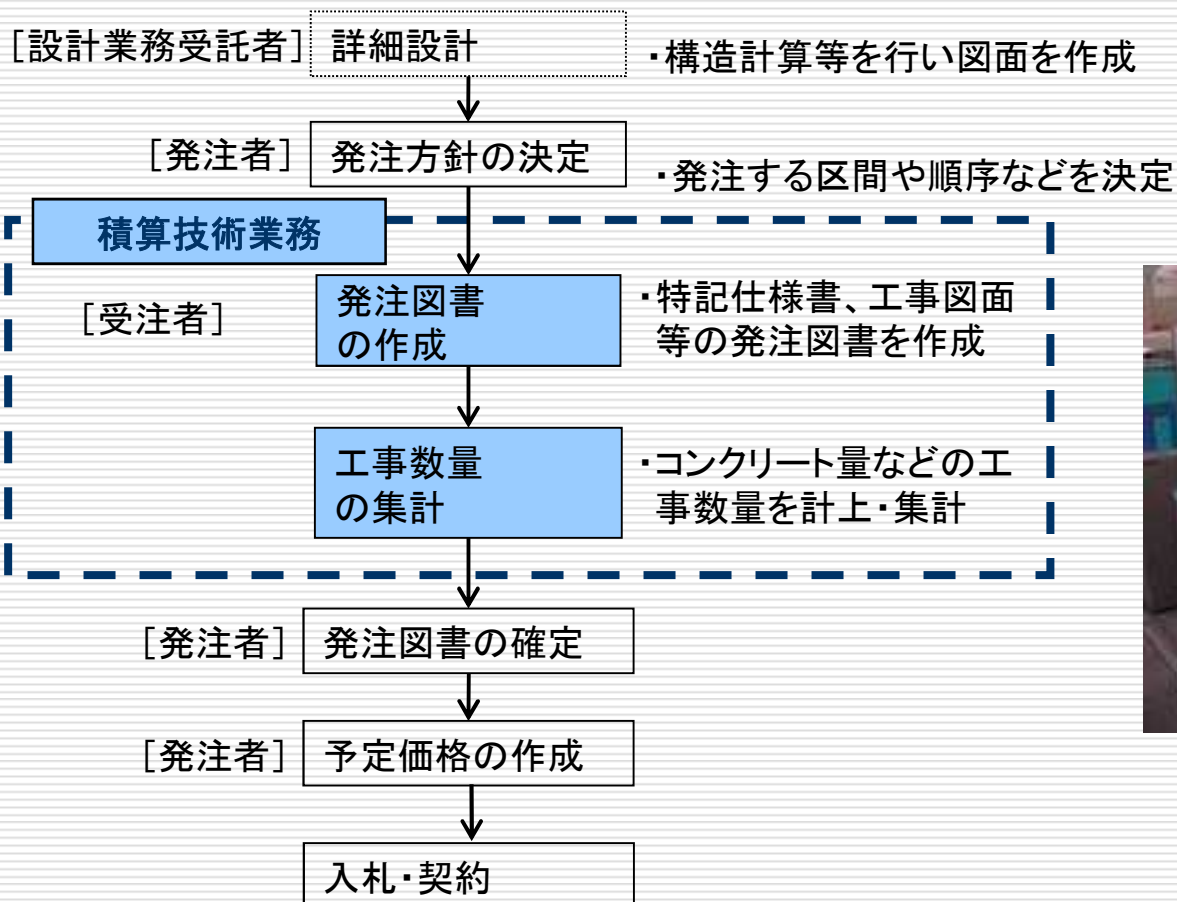 [設計業務受託者] 詳細設計
・構造計算等を行い図面を作成
[発注者] 発注方針の決定
・発注する区間や順序などを決定
積算技術業務
[受注者]
発注図書
の作成
・特記仕様書、工事図面
等の発注図書を作成
工事数量
の集計
・コンクリート量などの工
事数量を計上・集計
[発注者] 発注図書の確定
[発注者] 予定価格の作成
入札・契約